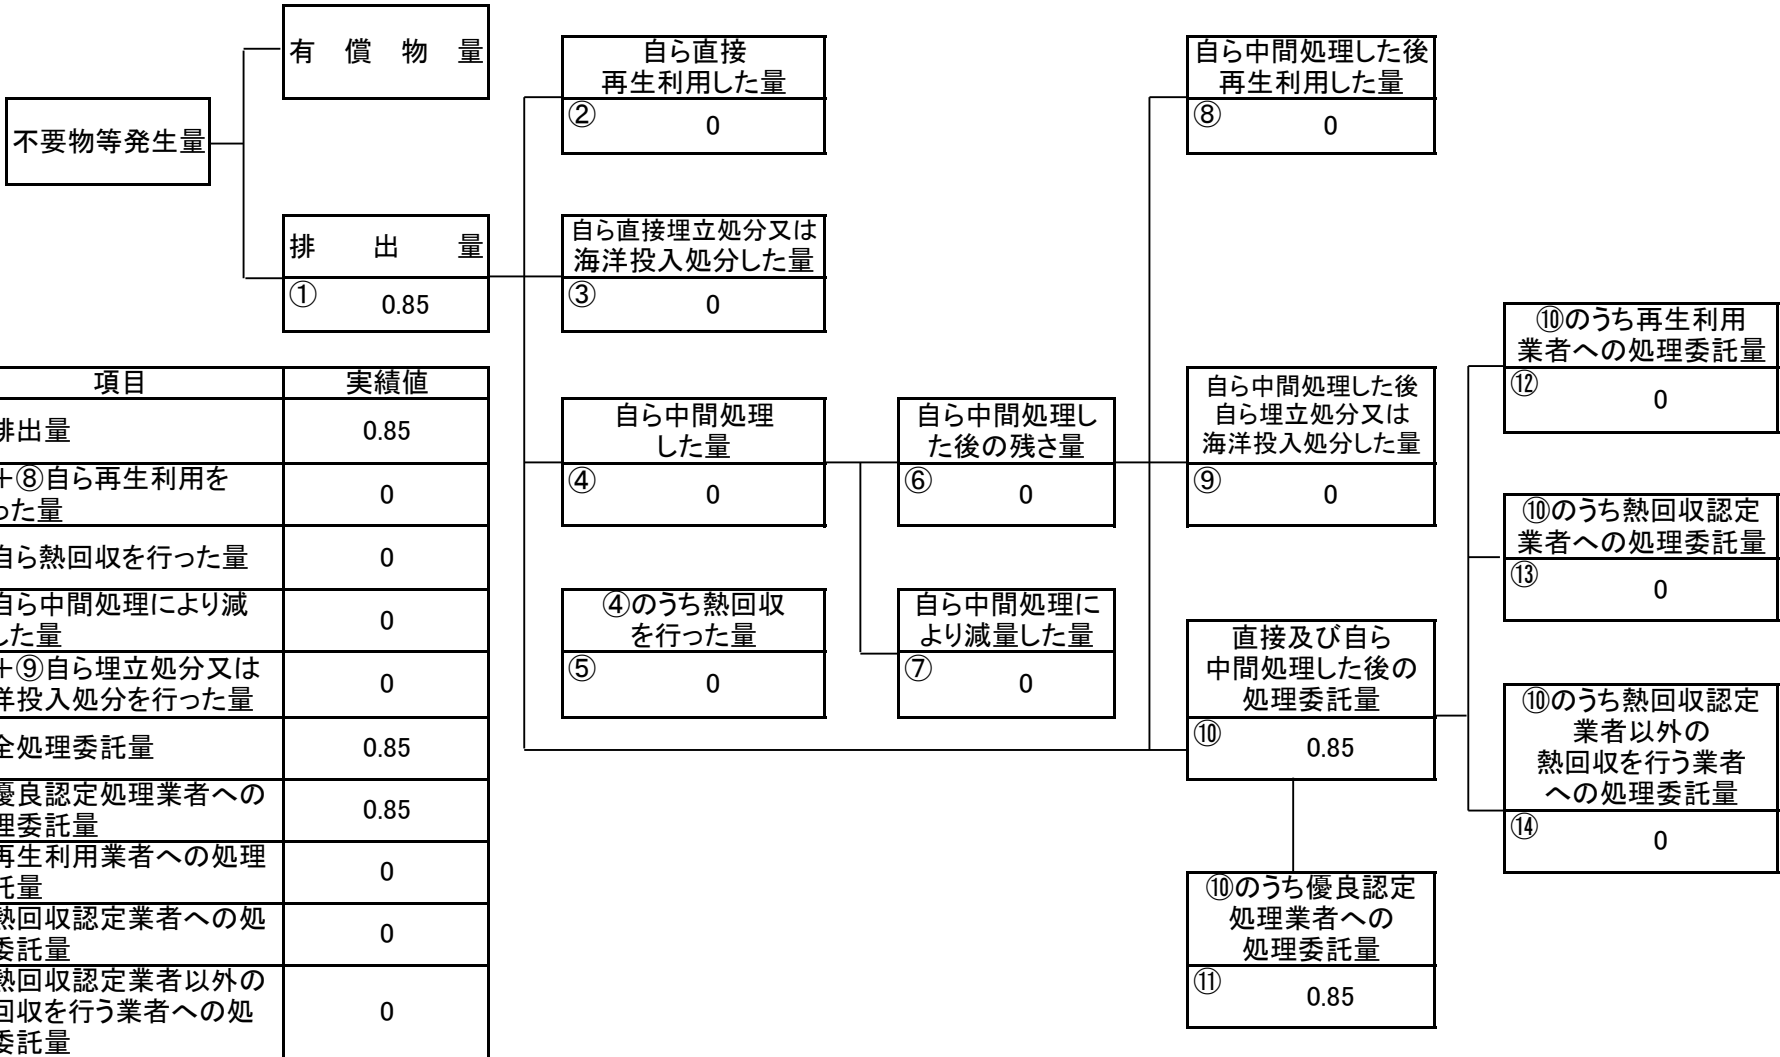 有償物量
不要物等発生量
排出量
① 0.85
自ら直接
再生利用した量
② 0
自ら直接埋立処分又は
海洋投入処分した量
③ 0
自ら中間処理
した量
④ 0
④のうち熱回収
を行った量
⑤ 0
自ら中間処理し
た後の残さ量
⑥ 0
自ら中間処理に
より減量した量
⑦ 0
自ら中間処理した後
再生利用した量
⑧ 0
自ら中間処理した後
自ら埋立処分又は
海洋投入処分した量
⑨ 0
直接及び自ら
中間処理した後の
処理委託量
⑩ 0.85
⑩のうち優良認定
処理業者への
処理委託量
⑪ 0.85
⑩のうち再生利用
業者への処理委託量
⑫ 0
⑩のうち熱回収認定
業者への処理委託量
⑬ 0
⑩のうち熱回収認定
業者以外の
熱回収を行う業者
への処理委託量
⑭ 0
項目 実績値
排出量 0.85
+⑧自ら再生利用を
った量
0
自ら熱回収を行った量 0
自ら中間処理により減
した量
0
+⑨自ら埋立処分又は
洋投入処分を行った量
0
全処理委託量 0.85
優良認定処理業者への
理委託量
0.85
再生利用業者への処理
託量
0
熱回収認定業者への処
委託量
0
熱回収認定業者以外の
回収を行う業者への処
委託量
0